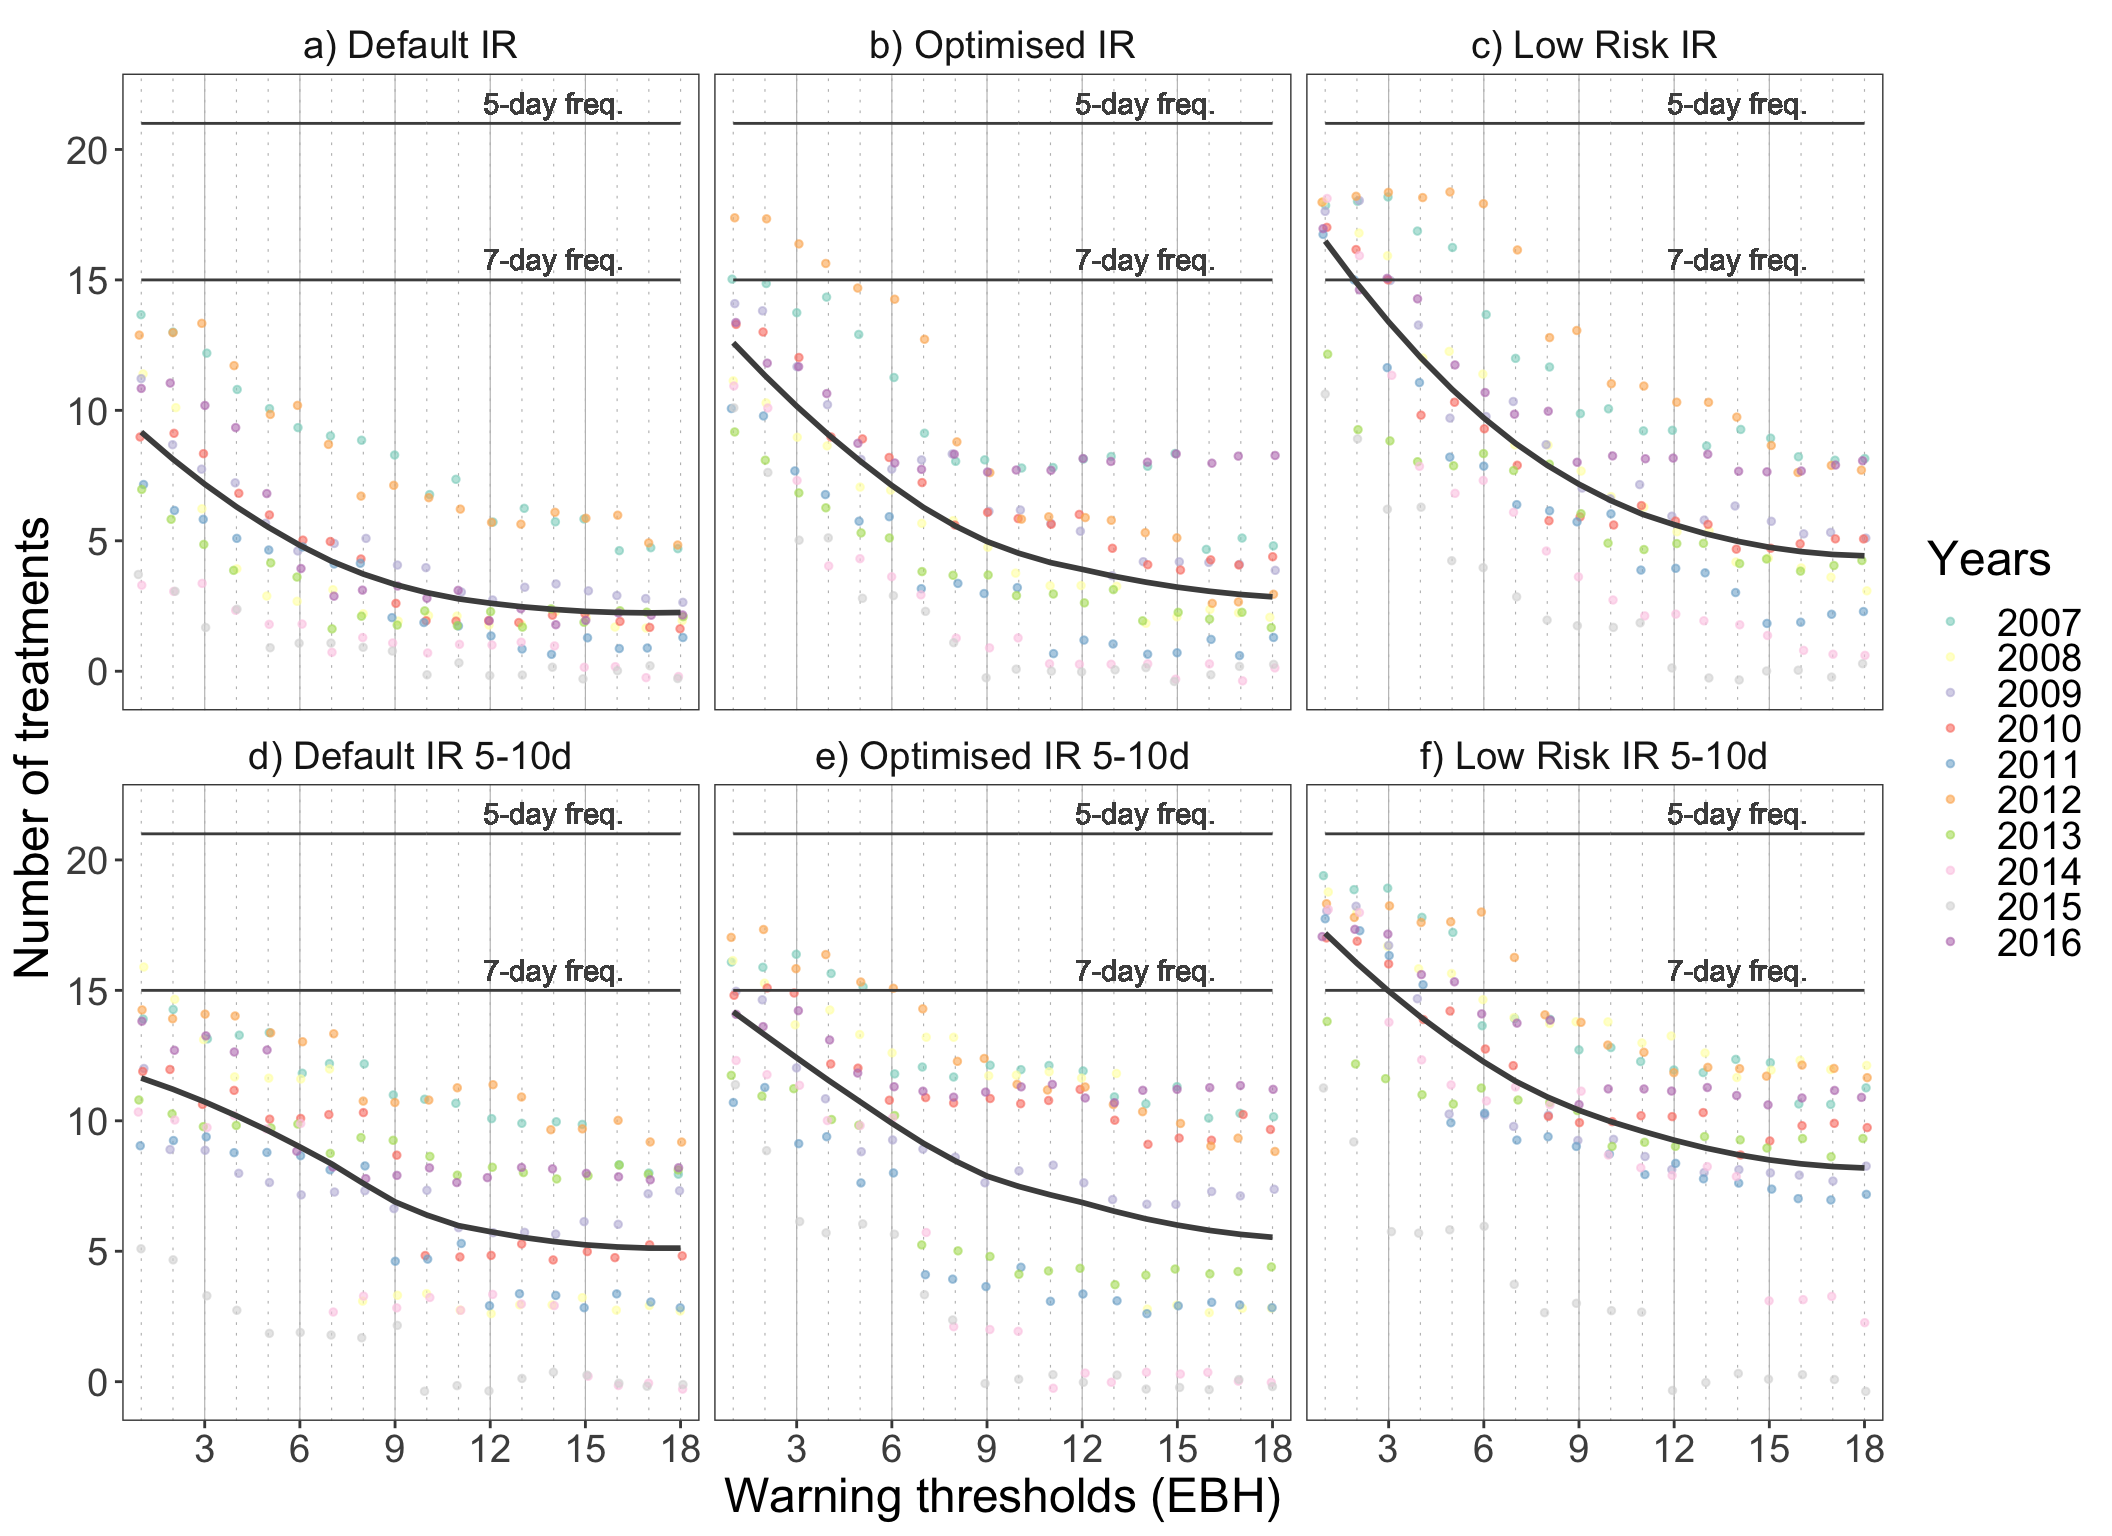 a) Default IR
b) Optimised IR
c) Low Risk IR
5-day freq.
5-day freq.
5-day freq.
20
7-day freq.
7-day freq.
7-day freq.
15
10
5
0
d) Default IR 5-10d
e) Optimised IR 5-10d
f) Low Risk IR 5-10d
5-day freq.
5-day freq.
5-day freq.
20
7-day freq.
7-day freq.
7-day freq.
15
10
5
0
3 6 9 12 15 18
3 6 9 12 15 18
3 6 9 12 15 18
Number of treatments
Warning thresholds (EBH)
Years
2007
2008
2009
2010
2011
2012
2013
2014
2015
2016